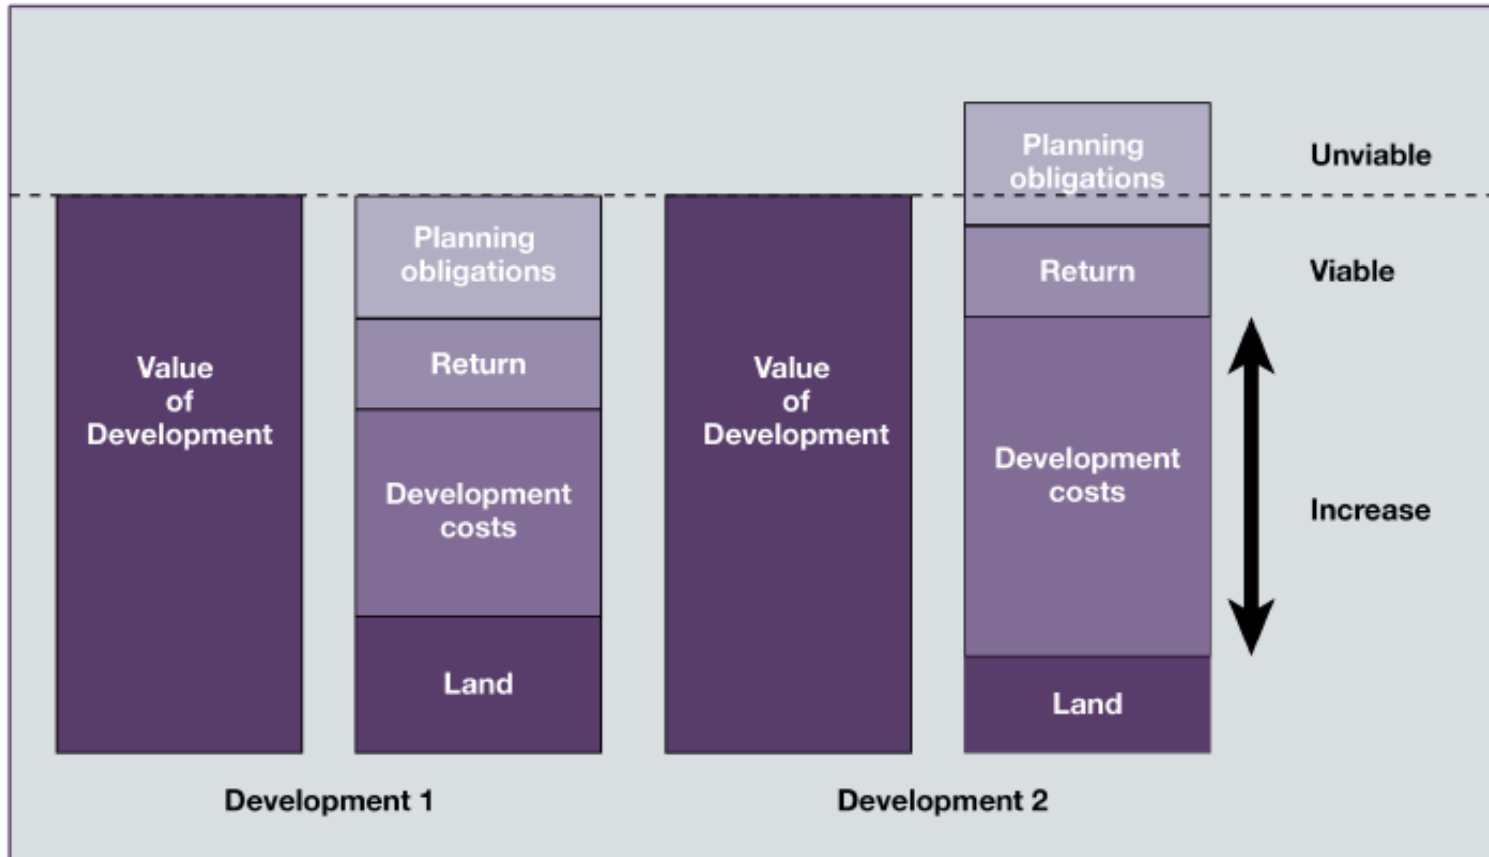 Value
of
Development
Planning
obligations
Return
Development
costs
Land
Development 1
Value
of
Development
Planning
obligations
Return
Development
costs
Land
Development 2
Unviable
Viable
Increase